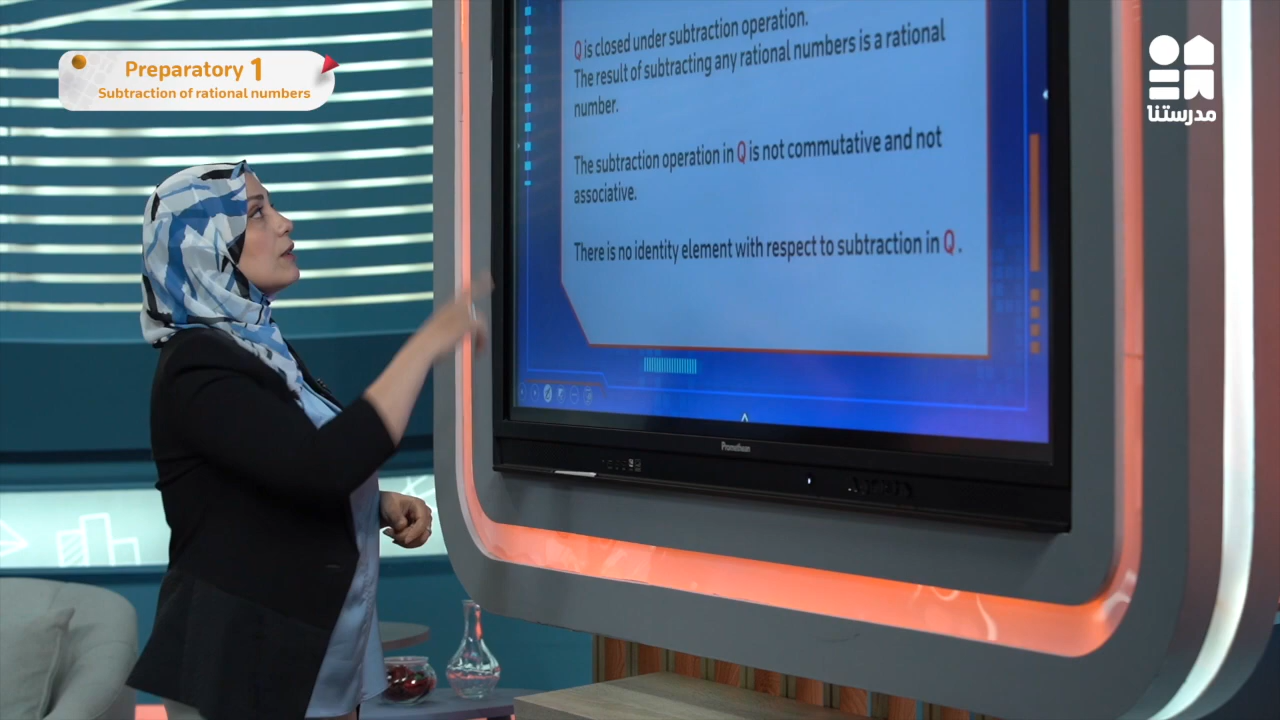 Preparatory 1
Subtraction of rational numbers
مدرستنا
Q is closed under subtraction operation.
The result of subtracting any rational numbers is a rational
number.
The subtraction operation in Q is not commutative and not
associative.
There is no identity element with respect to subtraction in Q .
Promethean